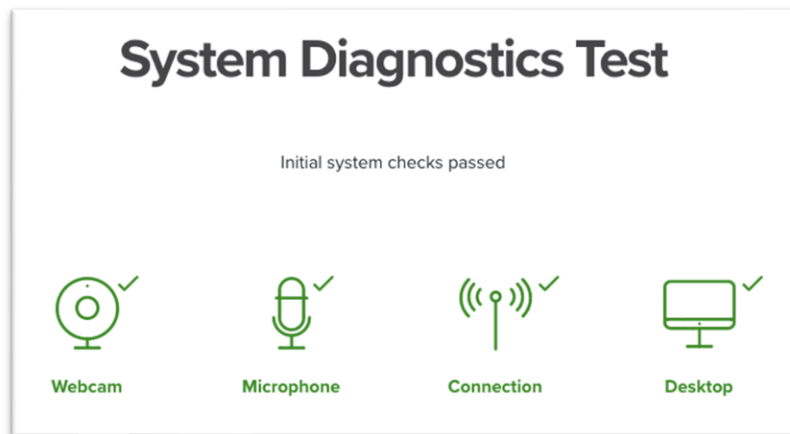 System Diagnostics Test
Initial system checks passed
Webcam Microphone Connection Desktop